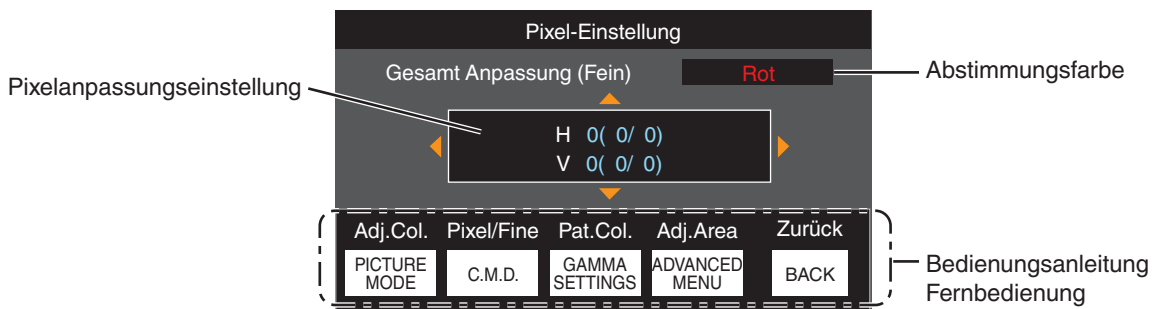 Pixel-Einstellung
Gesamt Anpassung (Fein) Rot
Abstimmungsfarbe
Pixelanpassungseinstellung
H 0( 0/ 0)
V 0( 0/ 0)
Adj.Col. Pixel/Fine Pat.Col. Adj.Area Zurück
PICTURE MODE C.M.D. GAMMA SETTINGS ADVANCED MENU BACK
Bedienungsanleitung
Fernbedienung